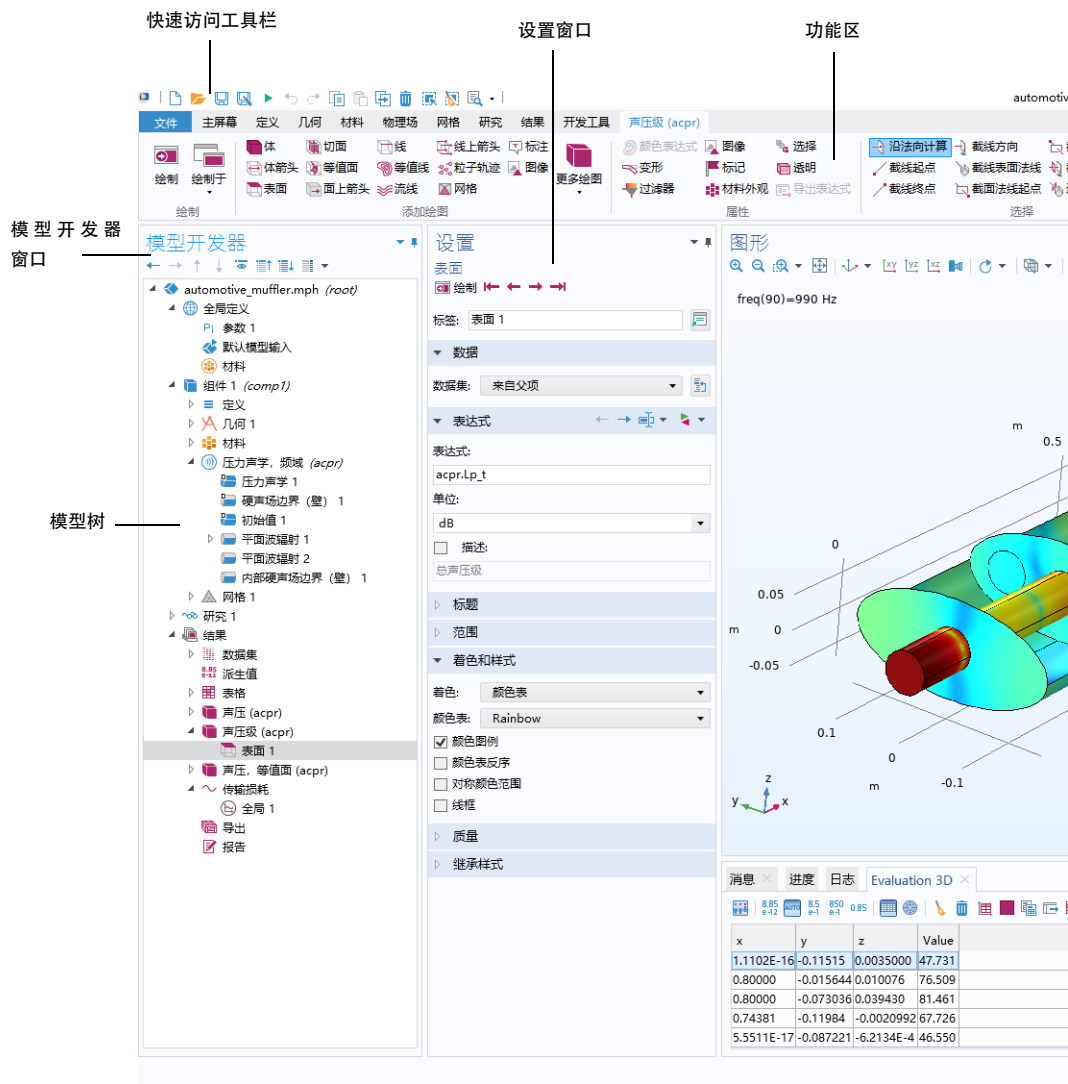 快速访问工具栏
设置窗口
功能区
automotiv
文件 主屏幕 定义 几何 材料 物理场 网格 研究 结果 开发工具 声压级 (acpr)
体 切面 线 线上箭头 标注 颜色表达式 图像 选择 沿法向计算 截线方向
绘制 绘制于 体箭头 等值面 等值线 粒子轨迹 图像 更多绘图 变形 标记 透明 截线起点 截线表面法线
表面 面上箭头 流线 网格 过滤器 材料外观 导出表达式 截线终点 截面法线起点
绘制 添加绘图 属性 选择
模型开发器
窗口
模型树
模型开发器
automotive_muffler.mph (root)
全局定义
Pi 参数 1
默认模型输入
材料
组件 1 (comp1)
定义
几何 1
材料
压力声学，频域 (acpr)
压力声学 1
硬声场边界（壁） 1
初始值 1
平面波辐射 1
平面波辐射 2
内部硬声场边界（壁） 1
网格 1
研究 1
结果
数据集
8.85
e-12
派生值
表格
声压 (acpr)
声压级 (acpr)
表面 1
声压，等值面 (acpr)
传输损耗
全局 1
导出
报告
设置
表面
绘制
标签: 表面 1
数据
数据集: 来自父项
表达式
表达式:
acpr.Lp_t
单位:
dB
描述:
总声压级
标题
范围
着色和样式
着色: 颜色表
颜色表: Rainbow
颜色图例
颜色表反序
对称颜色范围
线框
质量
继承样式
图形
xy yz xz
freq(90)=990 Hz
m
0.5
0
0.05
m 0
-0.05
0.1
0
m -0.1
z
y x
消息 进度 日志 Evaluation 3D
8.85
e-12 AUTO 8.5
e-1 850
e-1 0.85
x y z Value
1.1102E-16 -0.11515 0.0035000 47.731
0.80000 -0.015644 0.010076 76.509
0.80000 -0.073036 0.039430 81.461
0.74381 -0.11984 -0.0020992 67.726
5.5511E-17 -0.087221 -6.2134E-4 46.550